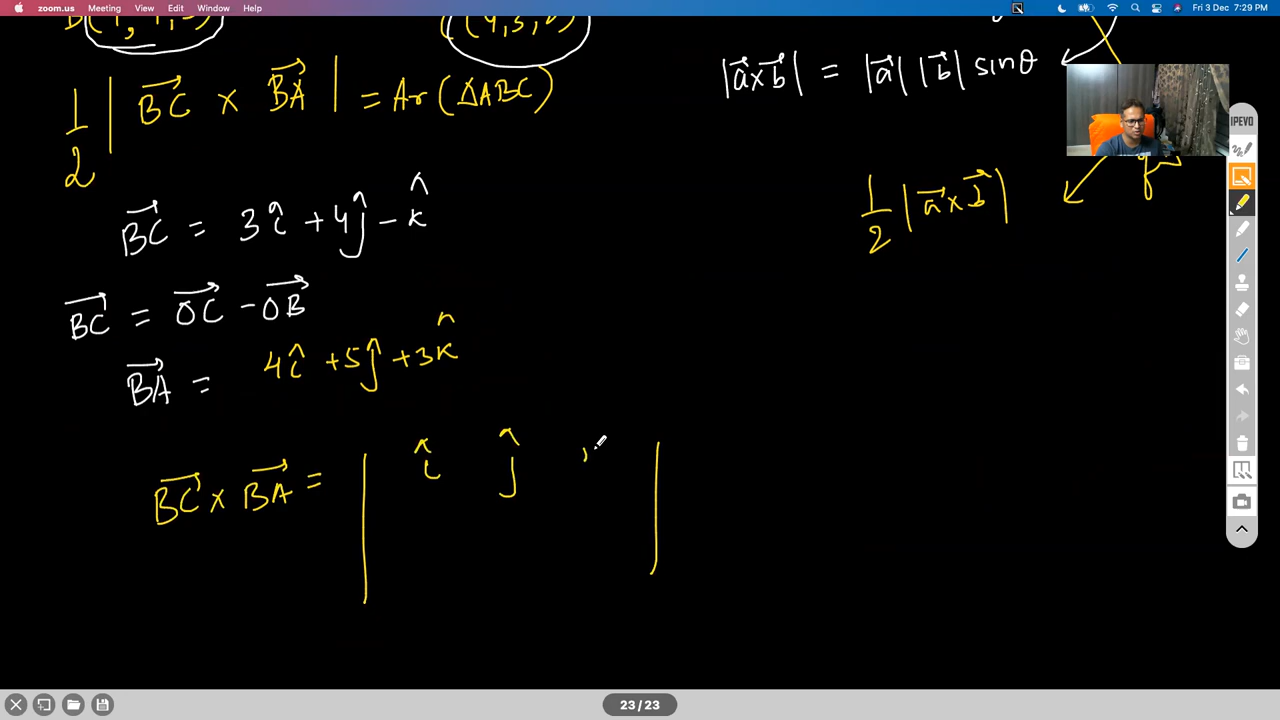 zoom.us Meeting View Edit Window Help Fri 3 Dec 7:29 PM
1/2 |BC⃗ × BA⃗| = Ar(ΔABC)
BC⃗ = 3î + 4ĵ - k̂
BC⃗ = OC⃗ - OB⃗
BA⃗ = 4î + 5ĵ + 3k̂
BC⃗ × BA⃗ = | î ĵ |
|a⃗×b⃗| = |a⃗| |b⃗| sinθ
1/2 |a⃗×b⃗|
IPEVO
23/23